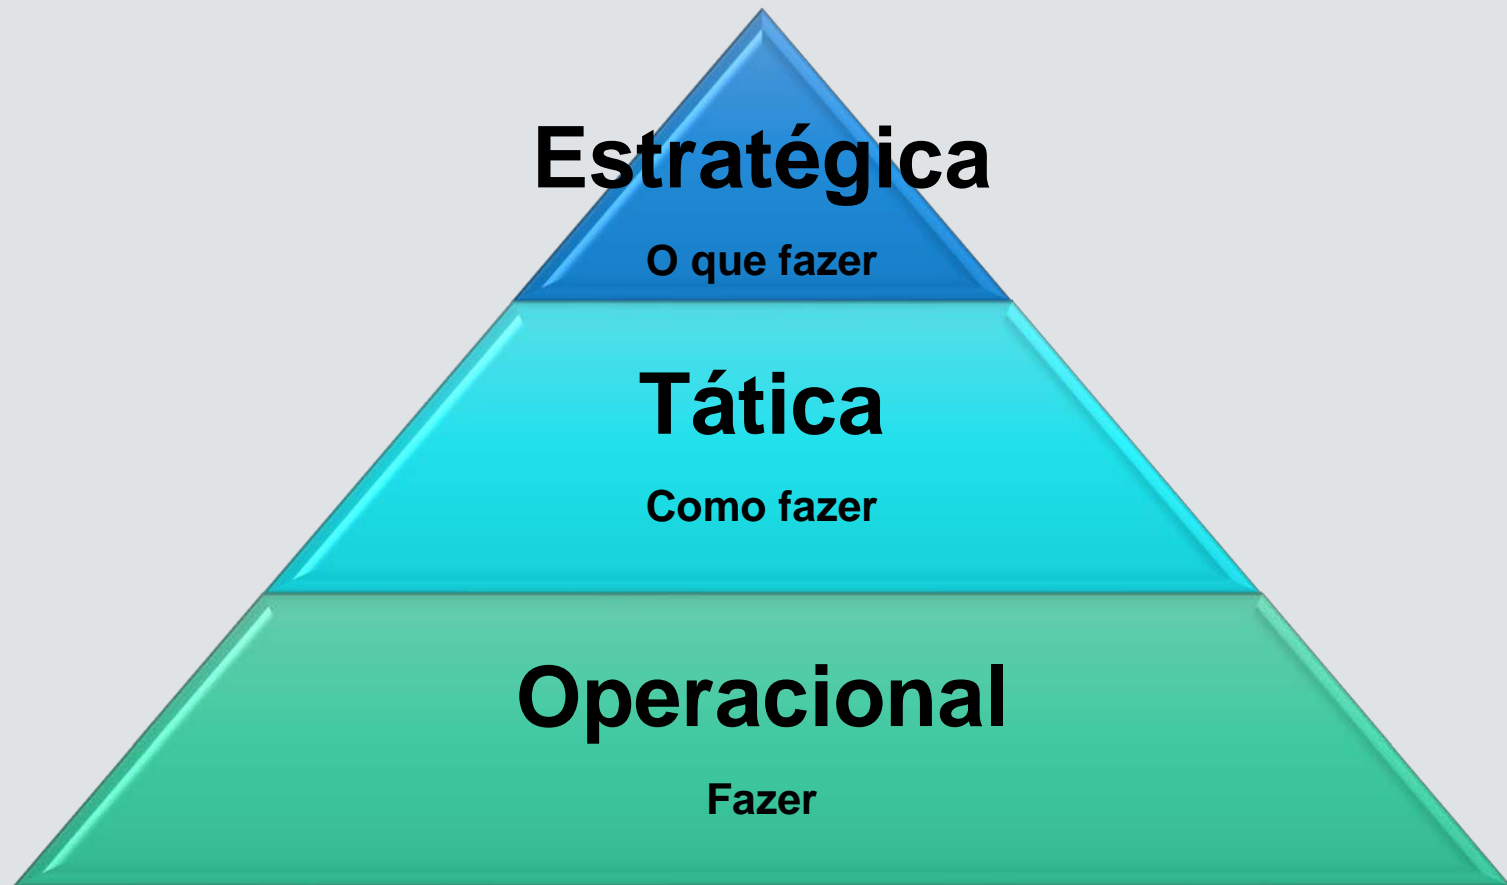 Estratégica
O que fazer
Tática
Como fazer
Operacional
Fazer